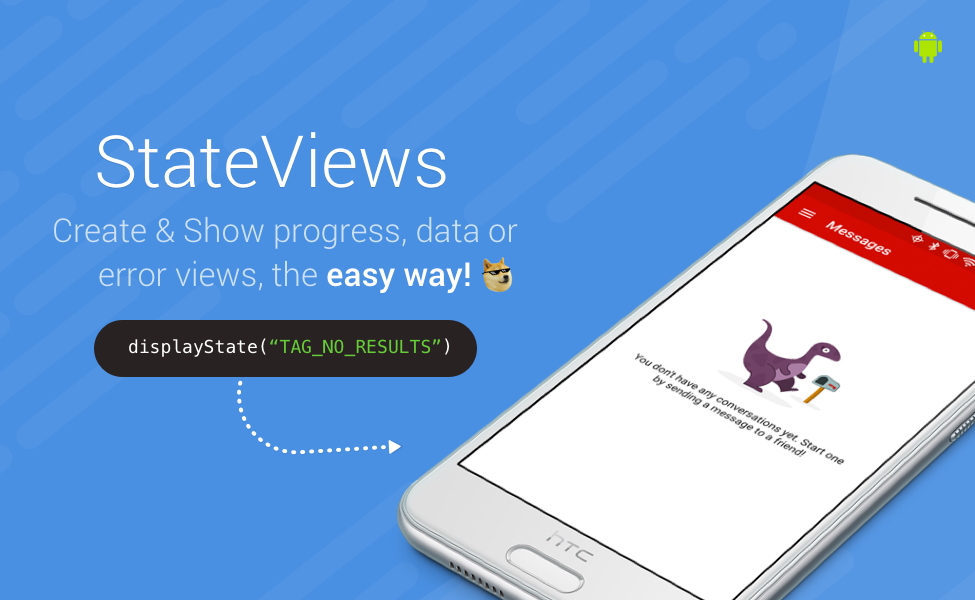 StateViews
Create & Show progress, data or
error views, the easy way!
displayState(“TAG_NO_RESULTS”)
Messages
You don't have any conversations yet. Start one
by sending a message to a friend!
hTC